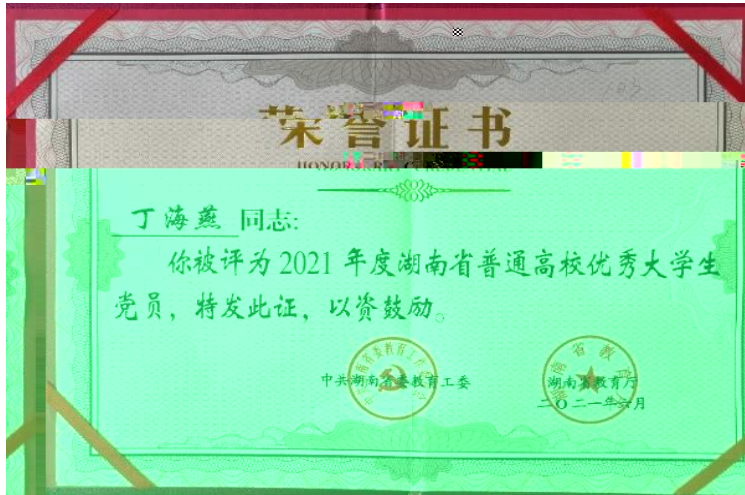 荣誉证书
丁海燕 同志:
你被评为2021年度湖南省普通高校优秀大学生
党员，特发此证，以资鼓励。
中共湖南省委教育工委
湖南省教育厅
二〇二一年六月